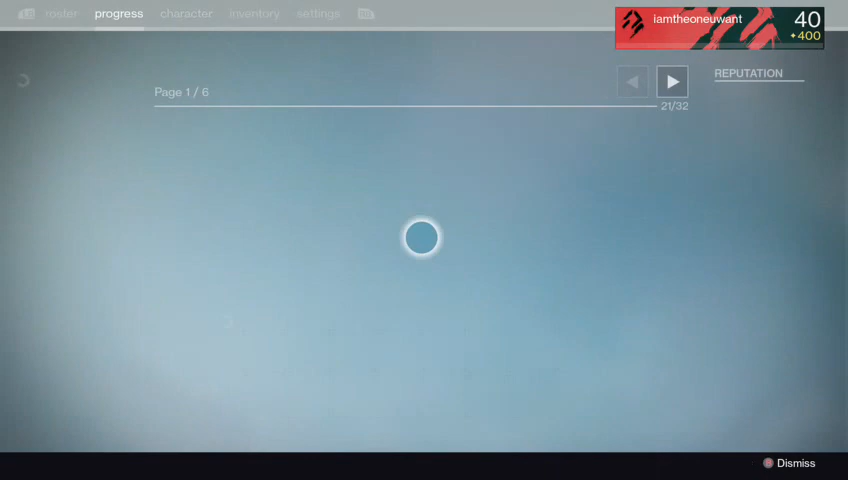 roster progress character inventory settings
iamtheoneuwant 40
400
Page 1 / 6
REPUTATION
21/32
Dismiss